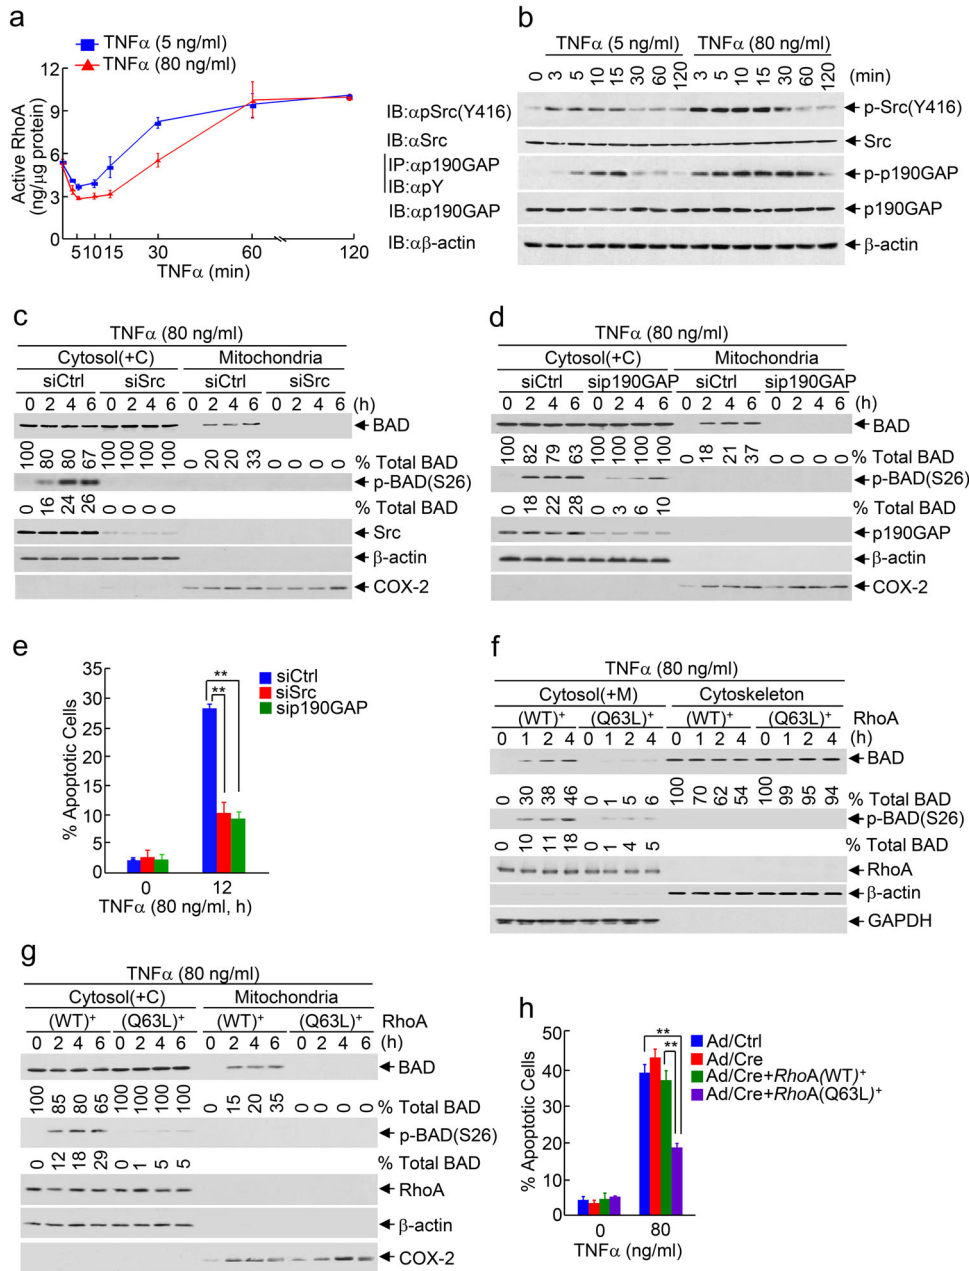 a
TNFα (5 ng/ml)
TNFα (80 ng/ml)
Active RhoA
(ng/μg protein)
12
9
6
3
0
5 10 15 30 60 120
TNFα (min)
b
TNFα (5 ng/ml) TNFα (80 ng/ml)
0 3 5 10 15 30 60 120 3 5 10 15 30 60 120 (min)
IB:αpSrc(Y416) p-Src(Y416)
IB:αSrc Src
IP:αp190GAP
IB:αpY p-p190GAP
IB:αp190GAP p190GAP
IB:αβ-actin β-actin
c
TNFα (80 ng/ml)
Cytosol(+C) Mitochondria
siCtrl siSrc siCtrl siSrc
0 2 4 6 0 2 4 6 0 2 4 6 0 2 4 6 (h)
BAD
100 80 80 67 100 100 100 100 0 20 20 33 0 0 0 0 % Total BAD
p-BAD(S26)
0 16 24 26 0 0 0 0 % Total BAD
Src
β-actin
COX-2
d
TNFα (80 ng/ml)
Cytosol(+C) Mitochondria
siCtrl sip190GAP siCtrl sip190GAP
0 2 4 6 0 2 4 6 0 2 4 6 0 2 4 6 (h)
BAD
100 82 79 63 100 100 100 100 0 18 21 37 0 0 0 0 % Total BAD
p-BAD(S26)
0 18 22 28 0 3 6 10 % Total BAD
p190GAP
β-actin
COX-2
e
% Apoptotic Cells
35
30
25
20
15
10
5
0
** **
siCtrl
siSrc
sip190GAP
0 12
TNFα (80 ng/ml, h)
f
TNFα (80 ng/ml)
Cytosol(+M) Cytoskeleton
(WT)⁺ (Q63L)⁺ (WT)⁺ (Q63L)⁺ RhoA
0 1 2 4 0 1 2 4 0 1 2 4 0 1 2 4 (h)
BAD
0 30 38 46 0 1 5 6 100 70 62 54 100 99 95 94 % Total BAD
p-BAD(S26)
0 10 11 18 0 1 4 5 % Total BAD
RhoA
β-actin
GAPDH
g
TNFα (80 ng/ml)
Cytosol(+C) Mitochondria
(WT)⁺ (Q63L)⁺ (WT)⁺ (Q63L)⁺ RhoA
0 2 4 6 0 2 4 6 0 2 4 6 0 2 4 6 (h)
BAD
100 85 80 65 100 100 100 100 0 15 20 35 0 0 0 0 % Total BAD
p-BAD(S26)
0 12 18 29 0 1 5 5 % Total BAD
RhoA
β-actin
COX-2
h
% Apoptotic Cells
50
40
30
20
10
0
** **
Ad/Ctrl
Ad/Cre
Ad/Cre+RhoA(WT)⁺
Ad/Cre+RhoA(Q63L)⁺
0 80
TNFα (ng/ml)